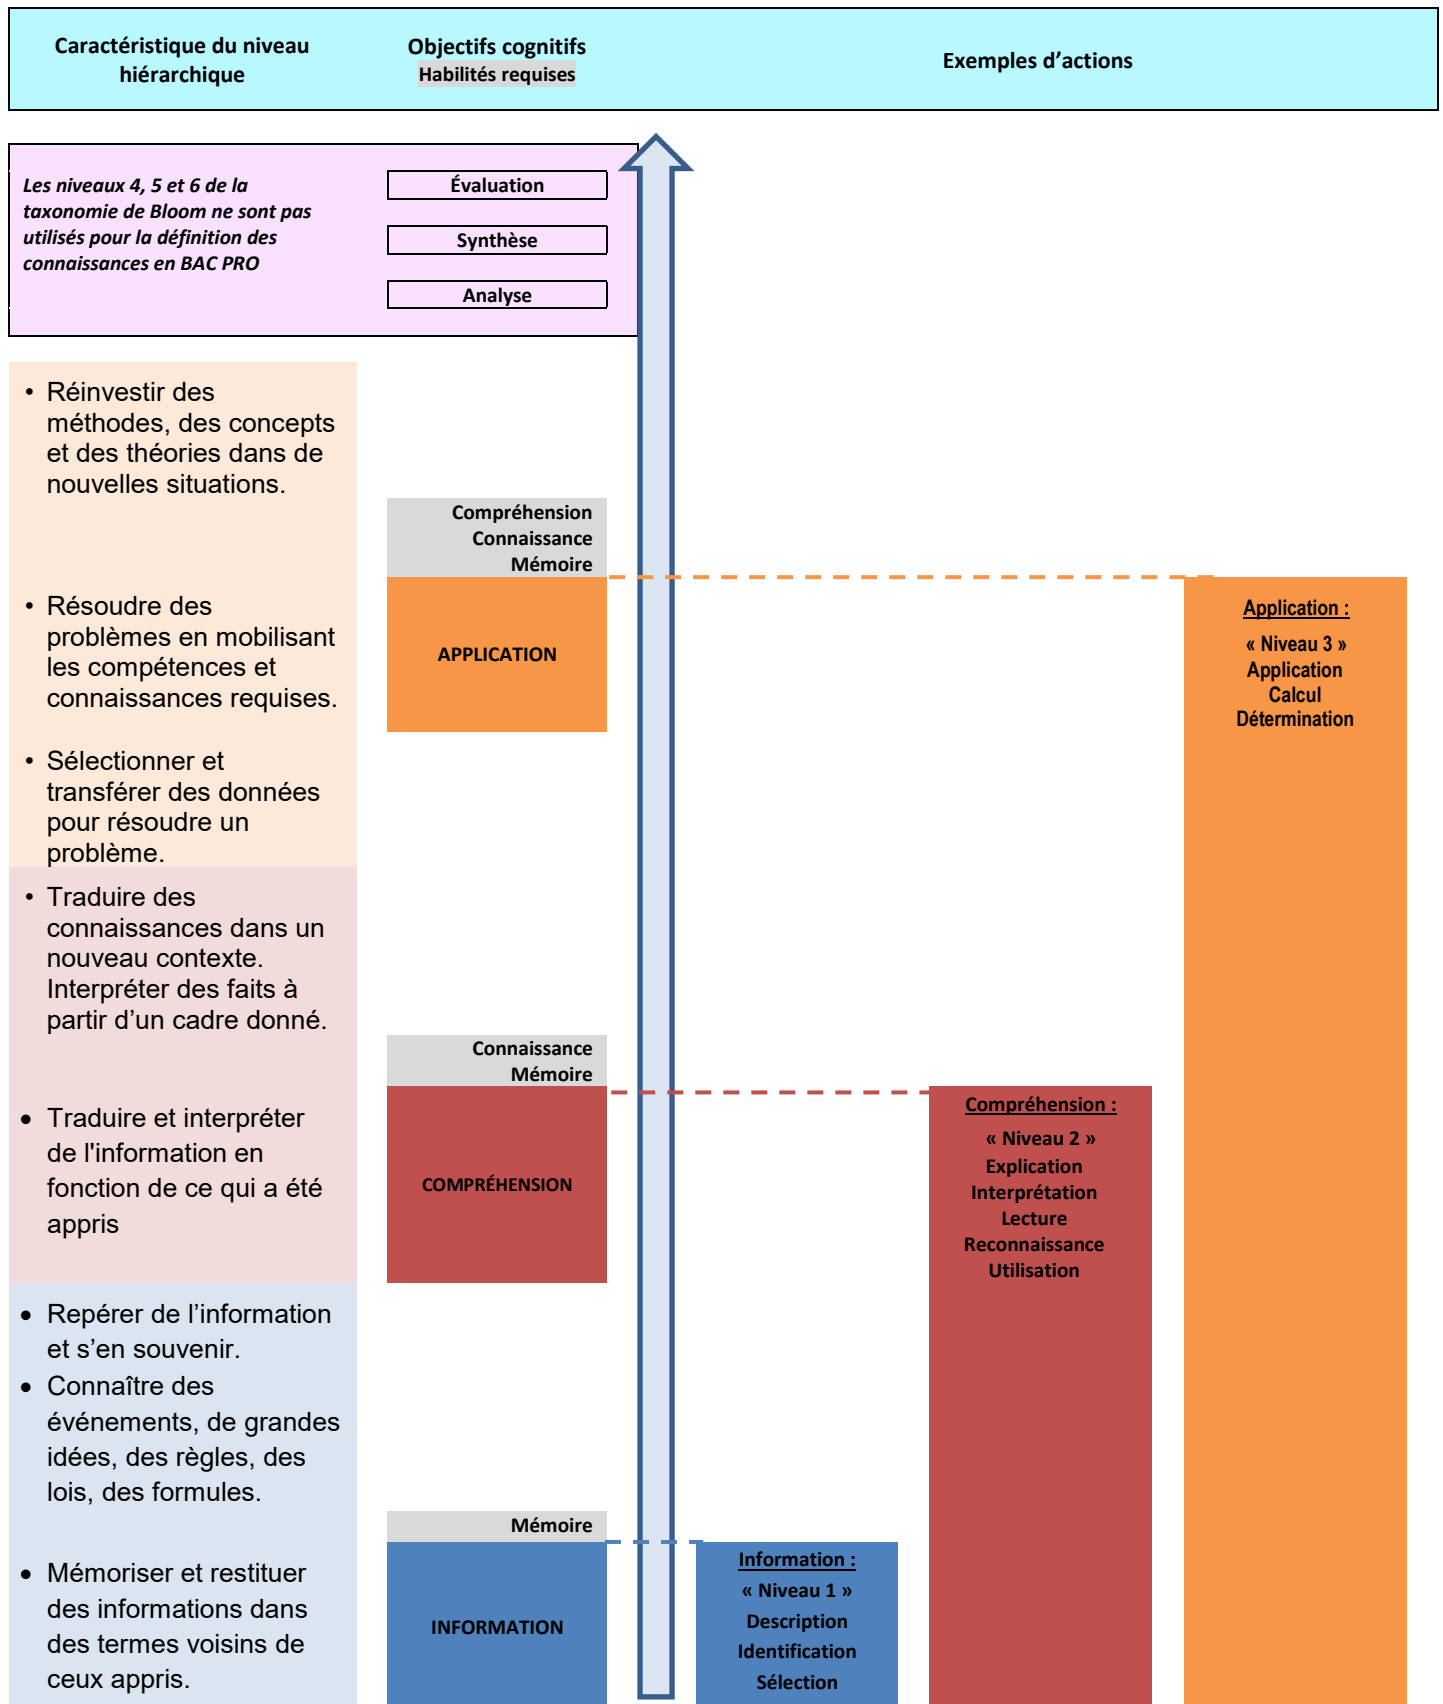 Caractéristique du niveau
hiérarchique
Objectifs cognitifs
Habilités requises
Exemples d’actions
Les niveaux 4, 5 et 6 de la
taxonomie de Bloom ne sont pas
utilisés pour la définition des
connaissances en BAC PRO
Évaluation
Synthèse
Analyse
• Réinvestir des
méthodes, des concepts
et des théories dans de
nouvelles situations.
• Résoudre des
problèmes en mobilisant
les compétences et
connaissances requises.
• Sélectionner et
transférer des données
pour résoudre un
problème.
Compréhension
Connaissance
Mémoire
APPLICATION
Application :
« Niveau 3 »
Application
Calcul
Détermination
• Traduire des
connaissances dans un
nouveau contexte.
Interpréter des faits à
partir d’un cadre donné.
• Traduire et interpréter
de l'information en
fonction de ce qui a été
appris
Connaissance
Mémoire
COMPRÉHENSION
Compréhension :
« Niveau 2 »
Explication
Interprétation
Lecture
Reconnaissance
Utilisation
• Repérer de l’information
et s’en souvenir.
• Connaître des
événements, de grandes
idées, des règles, des
lois, des formules.
• Mémoriser et restituer
des informations dans
des termes voisins de
ceux appris.
Mémoire
INFORMATION
Information :
« Niveau 1 »
Description
Identification
Sélection